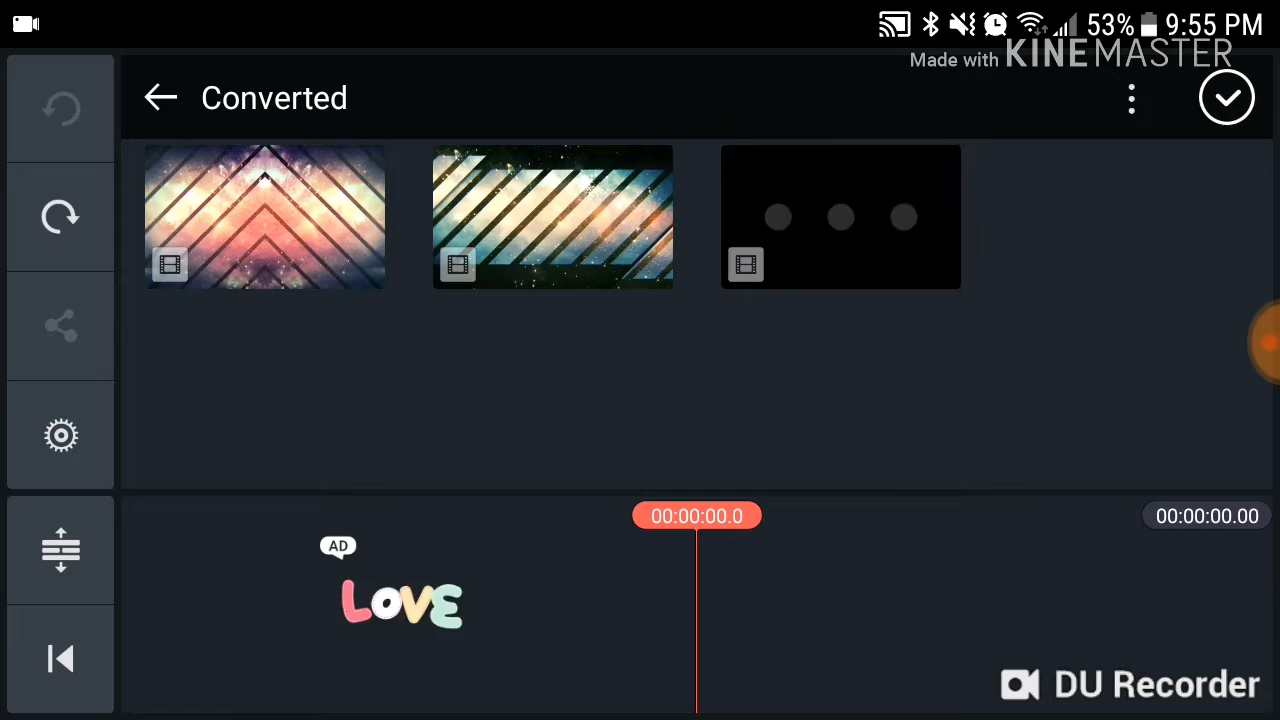 53% 9:55 PM
Made with KINEMASTER
Converted
00:00:00.0
00:00:00.00
AD
LOVE
DU Recorder